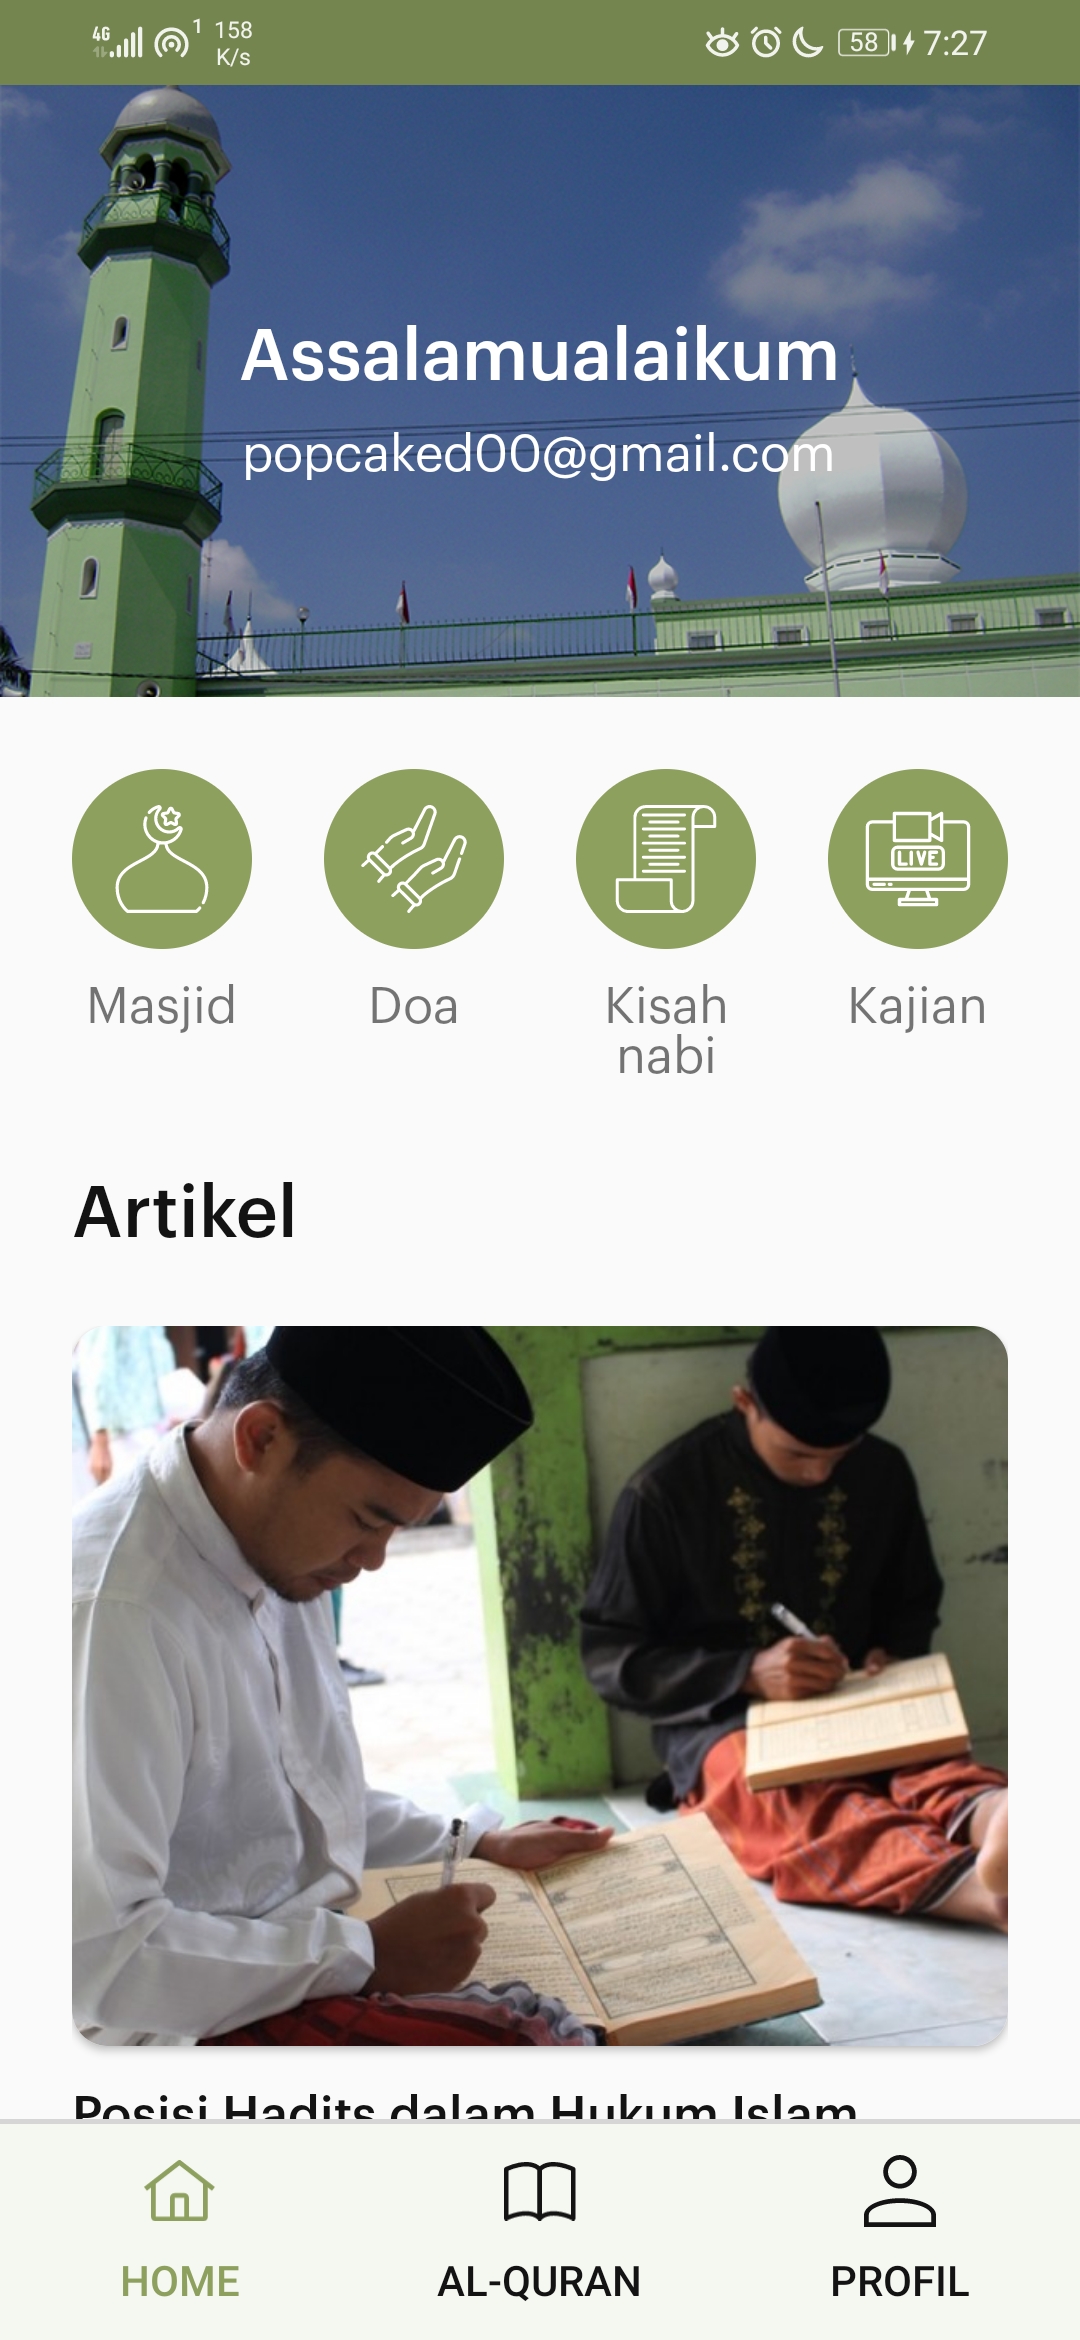 4G 1 158
K/s
58 7:27
Assalamualaikum
popcaked00@gmail.com
LIVE
Masjid Doa Kisah nabi Kajian
Artikel
Posisi Hadits dalam Hukum Islam
HOME AL-QURAN PROFIL